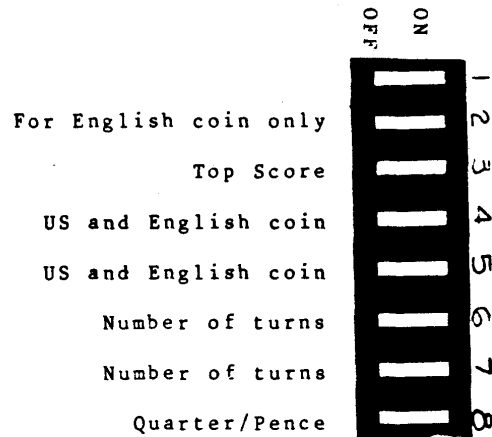 OFF ON
1
For English coin only 2
Top Score 3
US and English coin 4
US and English coin 5
Number of turns 6
Number of turns 7
Quarter/Pence 8